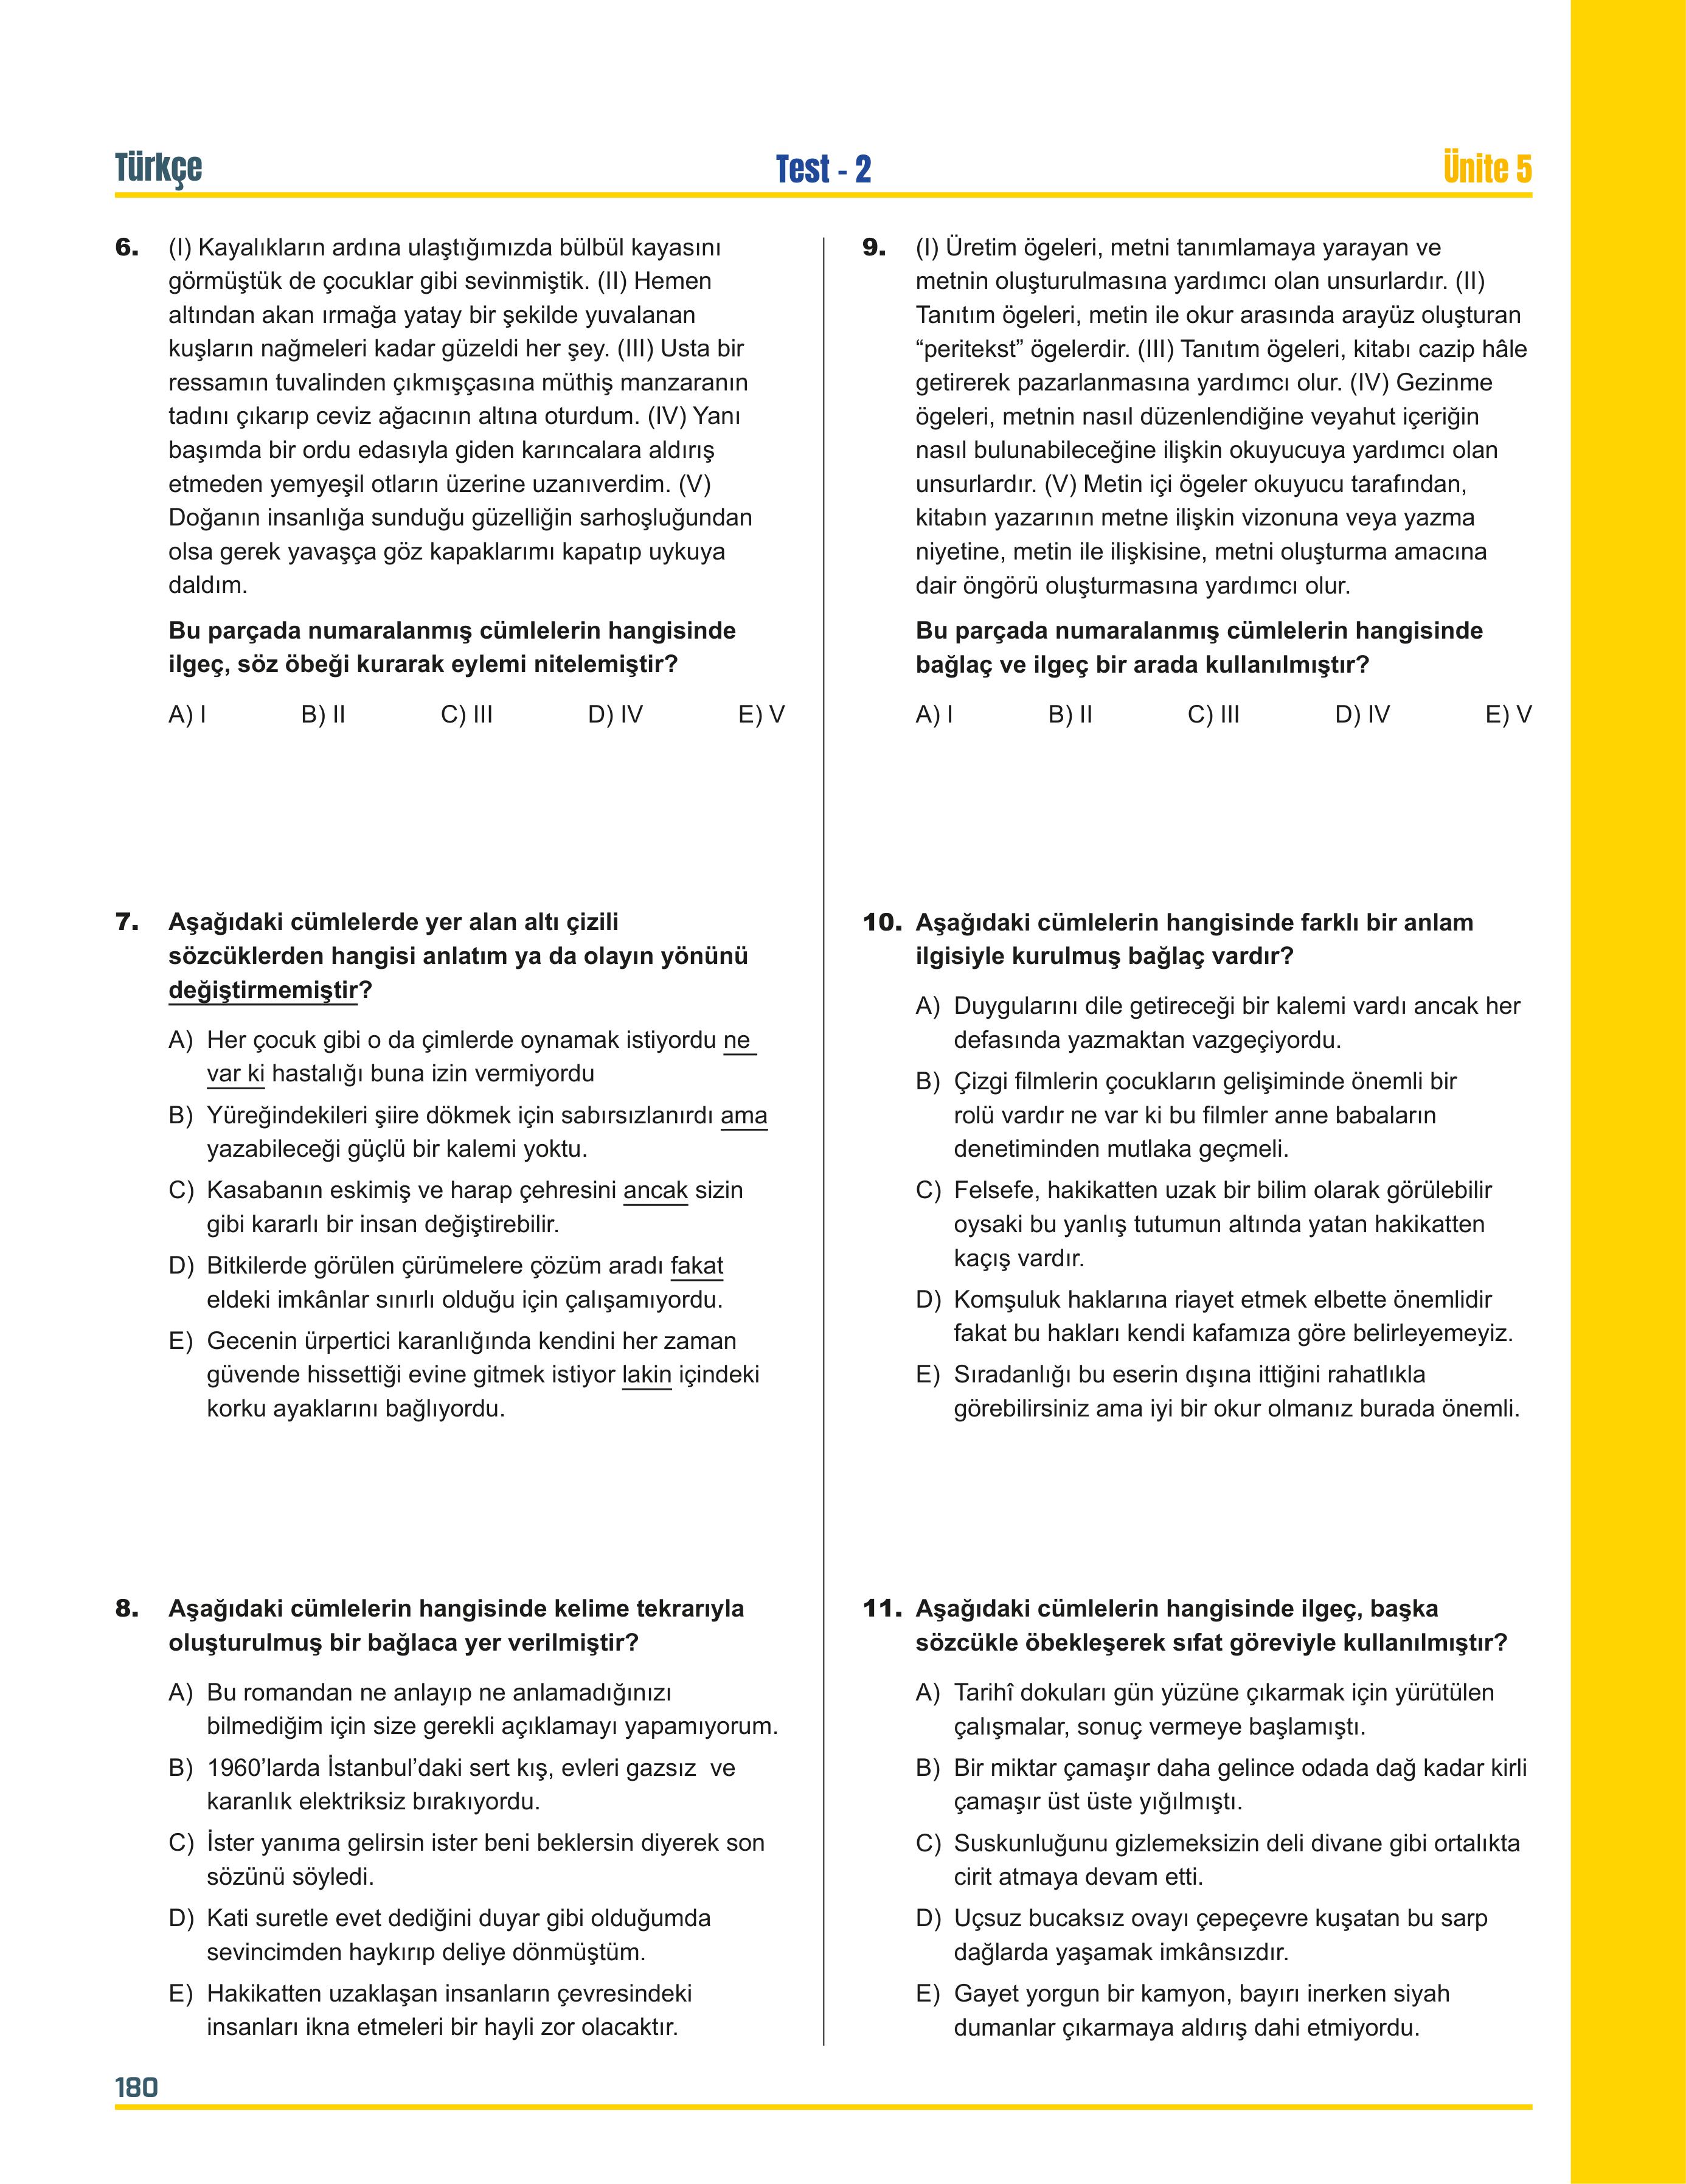 Türkçe
Test - 2
Ünite 5
6. (I) Kayalıkların ardına ulaştığımızda bülbül kayasını
görmüştük de çocuklar gibi sevinmiştik. (II) Hemen
altından akan ırmağa yatay bir şekilde yuvalanan
kuşların nağmeleri kadar güzeldi her şey. (III) Usta bir
ressamın tuvalinden çıkmışçasına müthiş manzaranın
tadını çıkarıp ceviz ağacının altına oturdum. (IV) Yanı
başımda bir ordu edasıyla giden karıncalara aldırış
etmeden yemyeşil otların üzerine uzanıverdim. (V)
Doğanın insanlığa sunduğu güzelliğin sarhoşluğundan
olsa gerek yavaşça göz kapaklarımı kapatıp uykuya
daldım.
Bu parçada numaralanmış cümlelerin hangisinde
ilgeç, söz öbeği kurarak eylemi nitelemiştir?
A) I B) II C) III D) IV E) V
7. Aşağıdaki cümlelerde yer alan altı çizili
sözcüklerden hangisi anlatım ya da olayın yönünü
değiştirmemiştir?
A) Her çocuk gibi o da çimlerde oynamak istiyordu ne
var ki hastalığı buna izin vermiyordu
B) Yüreğindekileri şiire dökmek için sabırsızlanırdı ama
yazabileceği güçlü bir kalemi yoktu.
C) Kasabanın eskimiş ve harap çehresini ancak sizin
gibi kararlı bir insan değiştirebilir.
D) Bitkilerde görülen çürümelere çözüm aradı fakat
eldeki imkânlar sınırlı olduğu için çalışamıyordu.
E) Gecenin ürpertici karanlığında kendini her zaman
güvende hissettiği evine gitmek istiyor lakin içindeki
korku ayaklarını bağlıyordu.
8. Aşağıdaki cümlelerin hangisinde kelime tekrarıyla
oluşturulmuş bir bağlaca yer verilmiştir?
A) Bu romandan ne anlayıp ne anlamadığınızı
bilmediğim için size gerekli açıklamayı yapamıyorum.
B) 1960’larda İstanbul’daki sert kış, evleri gazsız ve
karanlık elektriksiz bırakıyordu.
C) İster yanıma gelirsin ister beni beklersin diyerek son
sözünü söyledi.
D) Kati suretle evet dediğini duyar gibi olduğumda
sevincimden haykırıp deliye dönmüştüm.
E) Hakikatten uzaklaşan insanların çevresindeki
insanları ikna etmeleri bir hayli zor olacaktır.
9. (I) Üretim ögeleri, metni tanımlamaya yarayan ve
metnin oluşturulmasına yardımcı olan unsurlardır. (II)
Tanıtım ögeleri, metin ile okur arasında arayüz oluşturan
“peritekst” ögelerdir. (III) Tanıtım ögeleri, kitabı cazip hâle
getirerek pazarlanmasına yardımcı olur. (IV) Gezinme
ögeleri, metnin nasıl düzenlendiğine veyahut içeriğin
nasıl bulunabileceğine ilişkin okuyucuya yardımcı olan
unsurlardır. (V) Metin içi ögeler okuyucu tarafından,
kitabın yazarının metne ilişkin vizonuna veya yazma
niyetine, metin ile ilişkisine, metni oluşturma amacına
dair öngörü oluşturmasına yardımcı olur.
Bu parçada numaralanmış cümlelerin hangisinde
bağlaç ve ilgeç bir arada kullanılmıştır?
A) I B) II C) III D) IV E) V
10. Aşağıdaki cümlelerin hangisinde farklı bir anlam
ilgisiyle kurulmuş bağlaç vardır?
A) Duygularını dile getireceği bir kalemi vardı ancak her
defasında yazmaktan vazgeçiyordu.
B) Çizgi filmlerin çocukların gelişiminde önemli bir
rolü vardır ne var ki bu filmler anne babaların
denetiminden mutlaka geçmeli.
C) Felsefe, hakikatten uzak bir bilim olarak görülebilir
oysaki bu yanlış tutumun altında yatan hakikatten
kaçış vardır.
D) Komşuluk haklarına riayet etmek elbette önemlidir
fakat bu hakları kendi kafamıza göre belirleyemeyiz.
E) Sıradanlığı bu eserin dışına ittiğini rahatlıkla
görebilirsiniz ama iyi bir okur olmanız burada önemli.
11. Aşağıdaki cümlelerin hangisinde ilgeç, başka
sözcükle öbekleşerek sıfat göreviyle kullanılmıştır?
A) Tarihî dokuları gün yüzüne çıkarmak için yürütülen
çalışmalar, sonuç vermeye başlamıştı.
B) Bir miktar çamaşır daha gelince odada dağ kadar kirli
çamaşır üst üste yığılmıştı.
C) Suskunluğunu gizlemeksizin deli divane gibi ortalıkta
cirit atmaya devam etti.
D) Uçsuz bucaksız ovayı çepeçevre kuşatan bu sarp
dağlarda yaşamak imkânsızdır.
E) Gayet yorgun bir kamyon, bayırı inerken siyah
dumanlar çıkarmaya aldırış dahi etmiyordu.
180